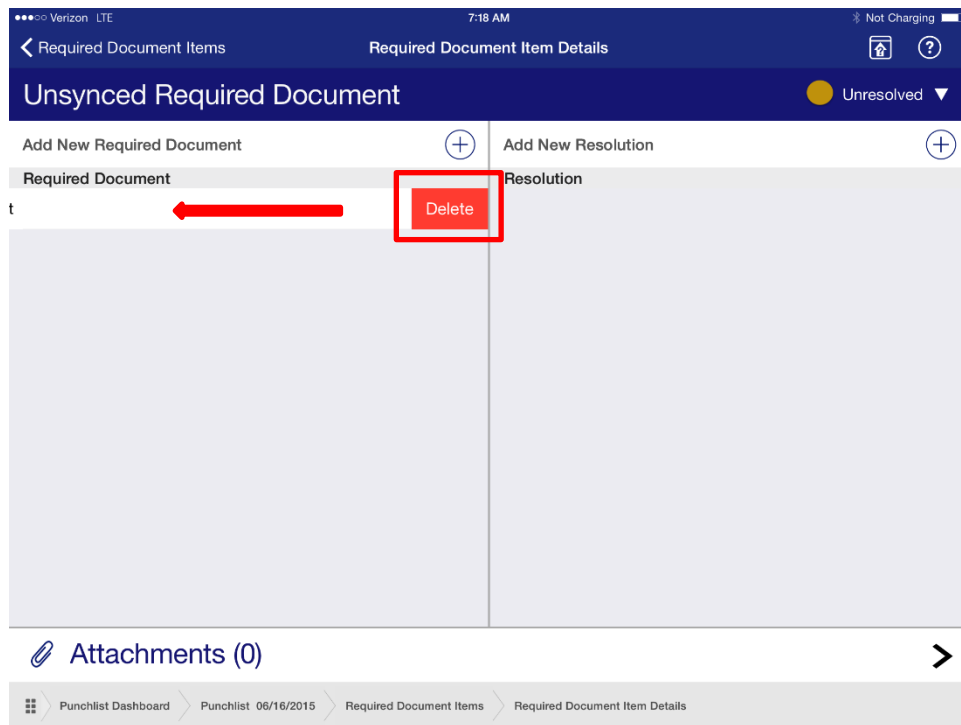 Verizon LTE 7:18 AM Not Charging
Required Document Items Required Document Item Details
Unsynced Required Document Unresolved
Add New Required Document Add New Resolution
Required Document Resolution
t Delete
Attachments (0)
Punchlist Dashboard Punchlist 06/16/2015 Required Document Items Required Document Item Details